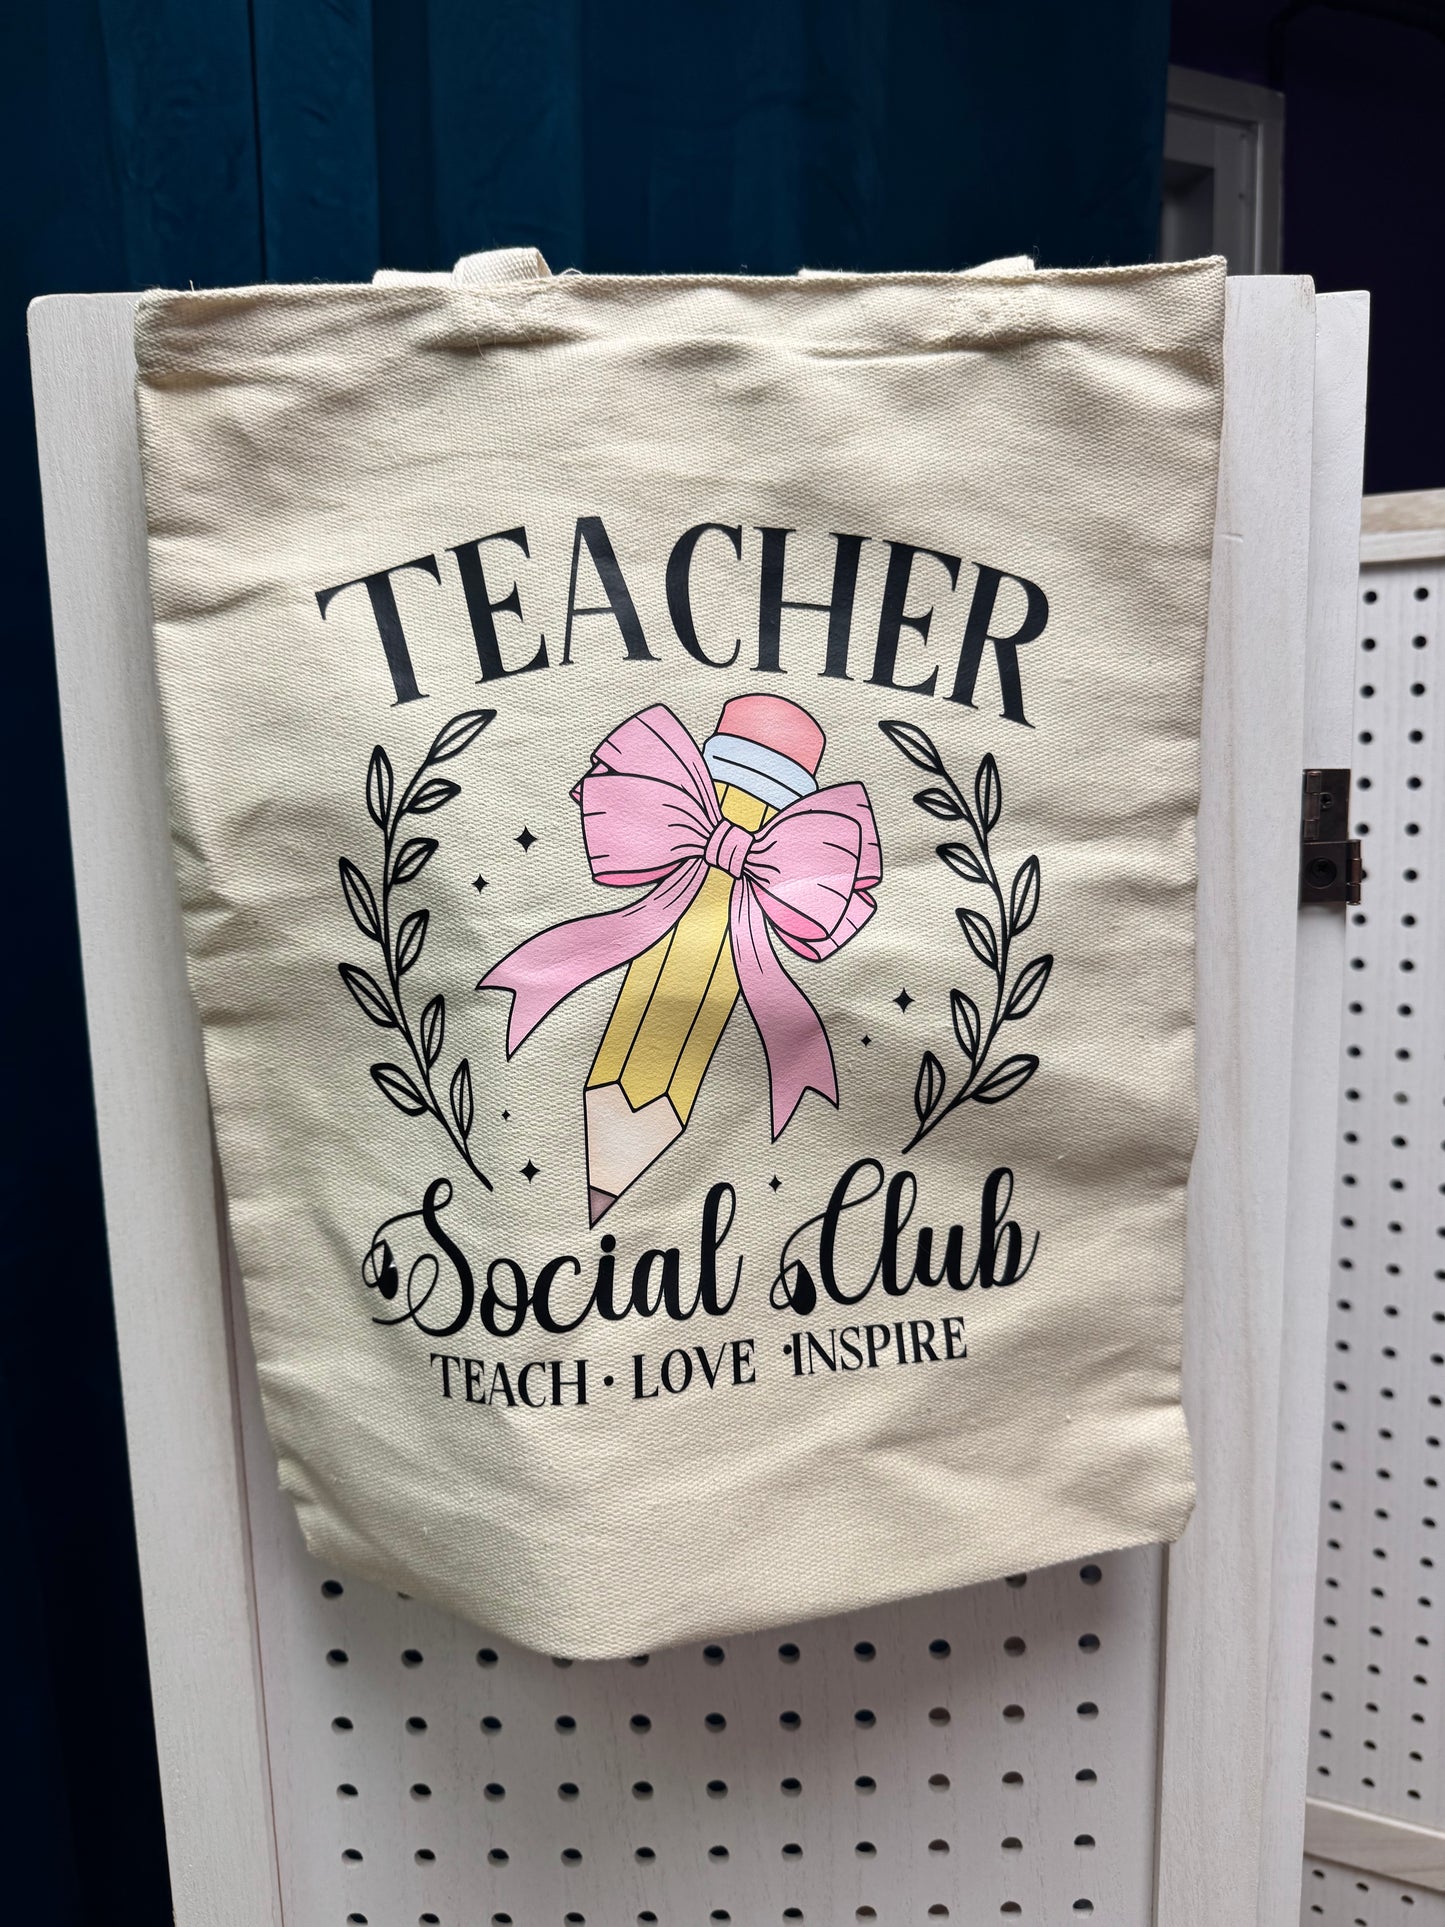 TEACHER
Social Club
TEACH • LOVE • INSPIRE